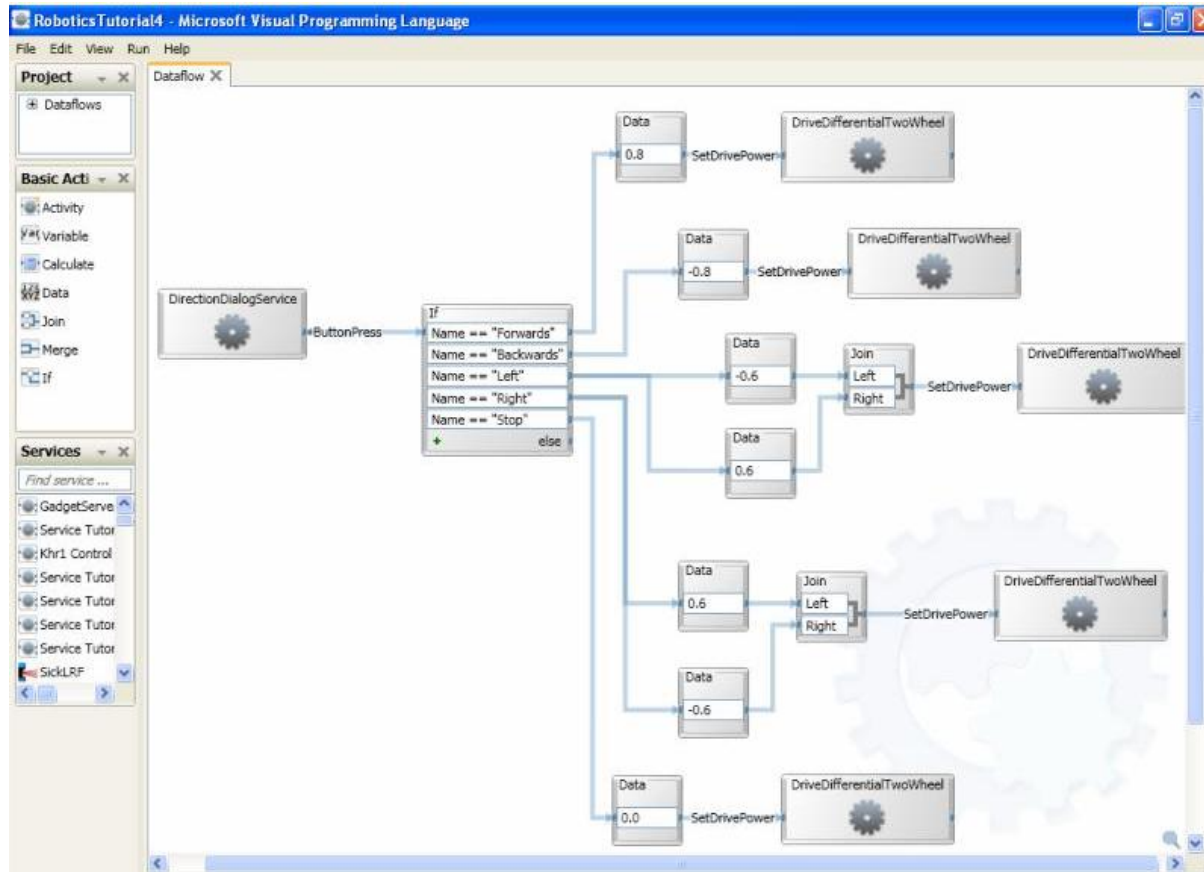 RoboticsTutorial4 - Microsoft Visual Programming Language
File Edit View Run Help
Project
Dataflows
Basic Acti
Activity
Variable
Calculate
Data
Join
Merge
If
Services
Find service ...
GadgetServe
Service Tutor
Khr1 Control
Service Tutor
Service Tutor
Service Tutor
Service Tutor
SickLRF
Dataflow
Data
0.8
SetDrivePower
DriveDifferentialTwoWheel
Data
-0.8
SetDrivePower
DriveDifferentialTwoWheel
DirectionDialogService
ButtonPress
If
Name == "Forwards"
Name == "Backwards"
Name == "Left"
Name == "Right"
Name == "Stop"
+ else
Data
-0.6
Join
Left
Right
SetDrivePower
DriveDifferentialTwoWheel
Data
0.6
Data
0.6
Join
Left
Right
SetDrivePower
DriveDifferentialTwoWheel
Data
-0.6
Data
0.0
SetDrivePower
DriveDifferentialTwoWheel